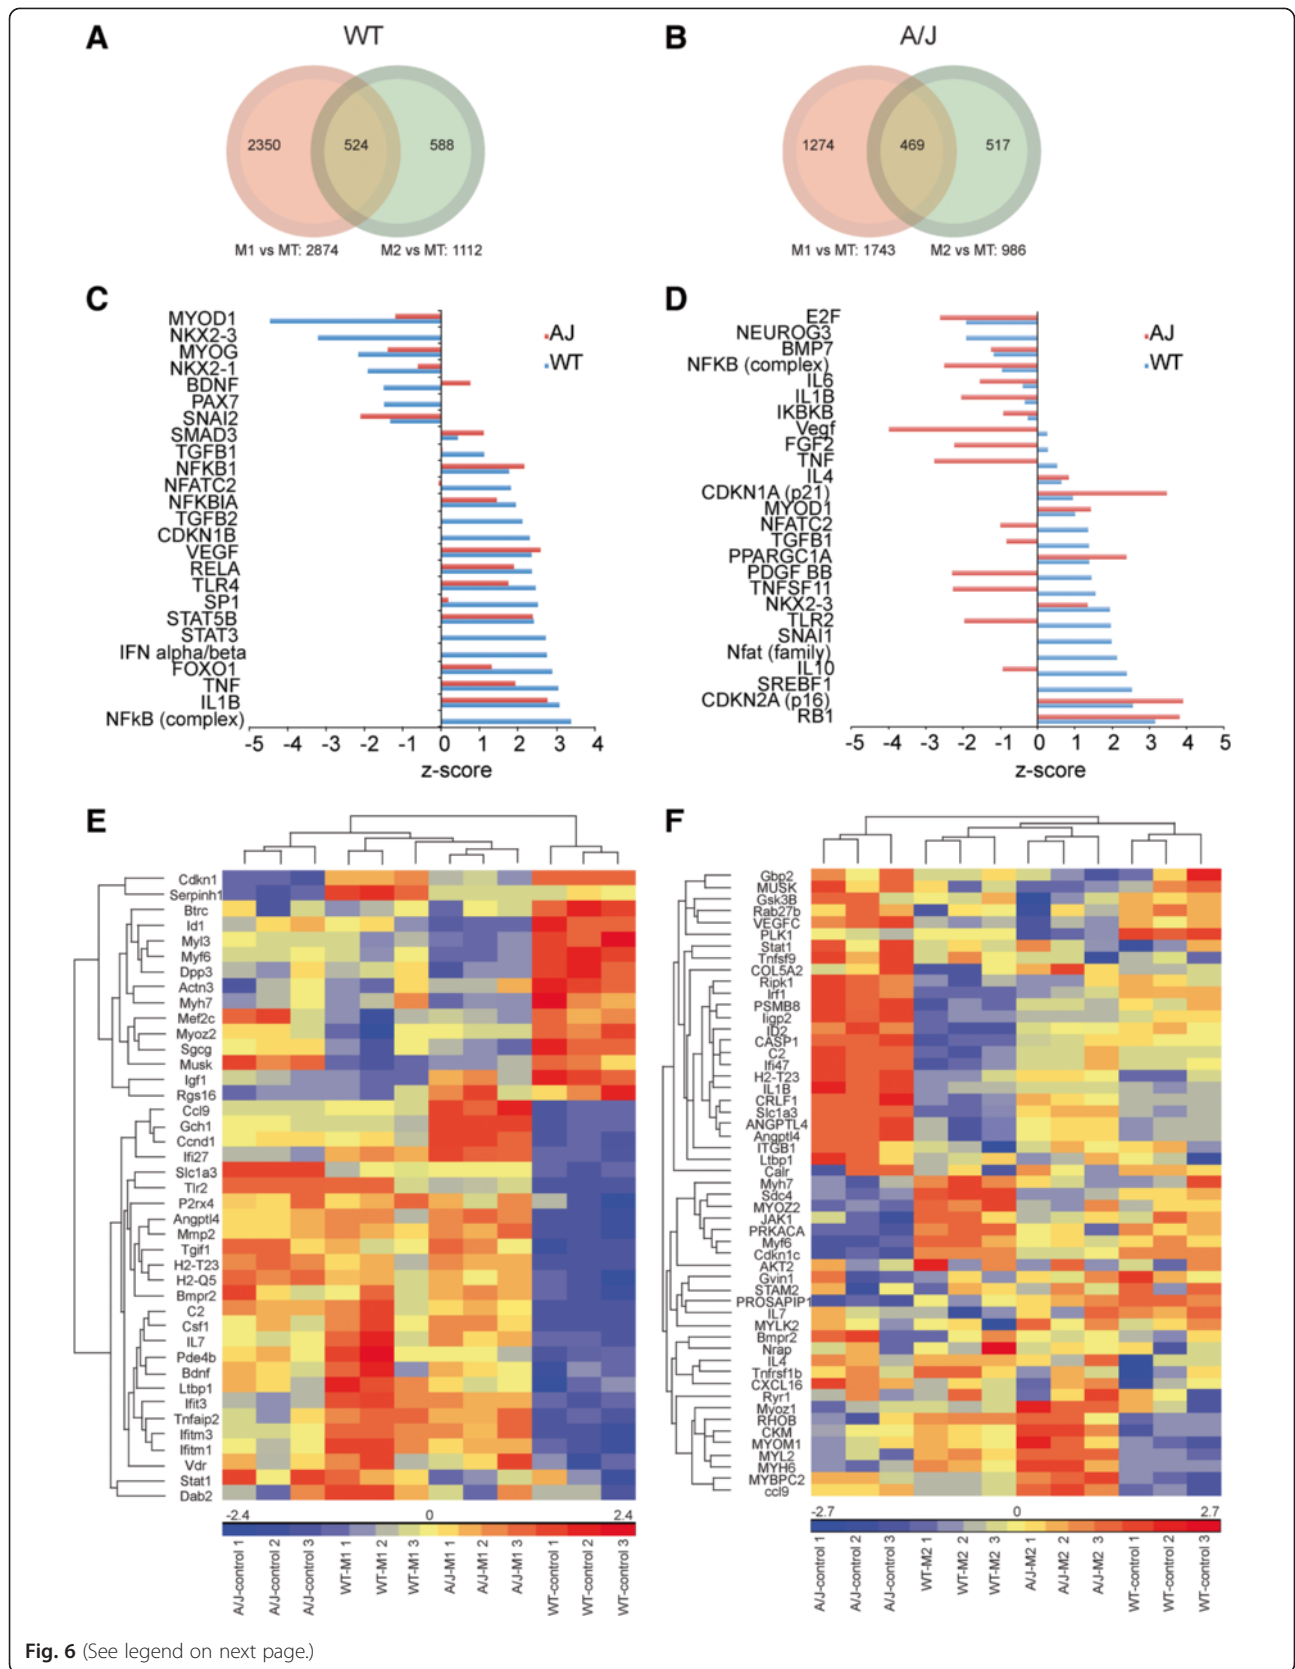 A
WT
2350
524
588
M1 vs MT: 2874
M2 vs MT: 1112
B
A/J
1274
469
517
M1 vs MT: 1743
M2 vs MT: 986
C
MYOD1
NKX2-3
MYOG
NKX2-1
BDNF
PAX7
SNAI2
SMAD3
TGFB1
NFKB1
NFATC2
NFKBIA
TGFB2
CDKN1B
VEGF
RELA
TLR4
SP1
STAT5B
STAT3
IFN alpha/beta
FOXO1
TNF
IL1B
NFkB (complex)
AJ
WT
-5 -4 -3 -2 -1 0 1 2 3 4
z-score
D
E2F
NEUROG3
BMP7
NFKB (complex)
IL6
IL1B
IKBKB
Vegf
FGF2
TNF
IL4
CDKN1A (p21)
MYOD1
NFATC2
TGFB1
PPARGC1A
PDGF BB
TNFSF11
NKX2-3
TLR2
SNAI1
Nfat (family)
IL10
SREBF1
CDKN2A (p16)
RB1
AJ
WT
-5 -4 -3 -2 -1 0 1 2 3 4 5
z-score
E
Cdkn1
Serpinh1
Btrc
Id1
Myl3
Myf6
Dpp3
Actn3
Myh7
Mef2c
Myoz2
Sgcg
Musk
Igf1
Rgs16
Ccl9
Gch1
Ccnd1
Ifi27
Slc1a3
Tlr2
P2rx4
Angptl4
Mmp2
Tgif1
H2-T23
H2-Q5
Bmpr2
C2
Csf1
IL7
Pde4b
Bdnf
Ltbp1
Ifit3
Tnfaip2
Ifitm3
Ifitm1
Vdr
Stat1
Dab2
-2.4 0 2.4
A/J-control 1
A/J-control 2
A/J-control 3
WT-M1 1
WT-M1 2
WT-M1 3
A/J-M1 1
A/J-M1 2
A/J-M1 3
WT-control 1
WT-control 2
WT-control 3
F
Gbp2
MUSK
Gsk3B
Rab27b
VEGFC
PLK1
Stat1
Tnfsf9
COL5A2
Ripk1
Irf1
PSMB8
Iigp2
ID2
CASP1
C2
Ifi47
H2-T23
IL1B
CRLF1
Slc1a3
ANGPTL4
Angptl4
ITGB1
Ltbp1
Calr
Myh7
Sdc4
MYOZ2
JAK1
PRKACA
Myf6
Cdkn1c
AKT2
Gvin1
STAM2
PROSAPIP1
IL7
MYLK2
Bmpr2
Nrap
IL4
Tnfrsf1b
CXCL16
Ryr1
Myoz1
RHOB
CKM
MYOM1
MYL2
MYH6
MYBPC2
ccl9
-2.7 0 2.7
A/J-control 1
A/J-control 2
A/J-control 3
WT-M2 1
WT-M2 2
WT-M2 3
A/J-M2 1
A/J-M2 2
A/J-M2 3
WT-control 1
WT-control 2
WT-control 3
Fig. 6 (See legend on next page.)